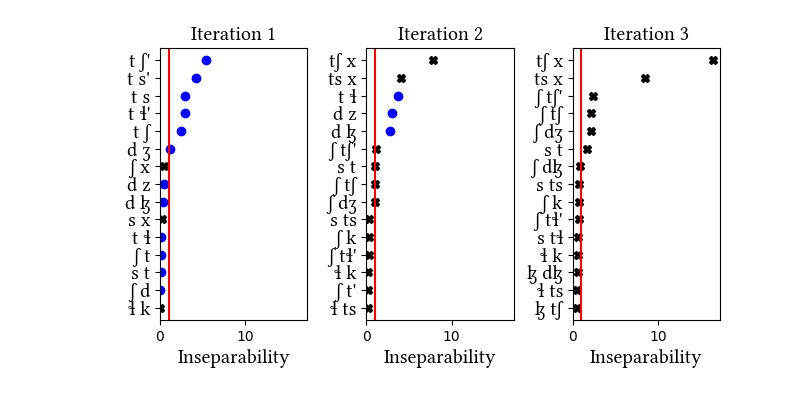 Iteration 1
t ʃ'
t s'
t s
t ɬ'
t ʃ
d ʒ
ʃ x
d z
d ɮ
s x
t ɬ
ʃ t
s t
ʃ d
ɬ k
0 10
Inseparability
Iteration 2
tʃ x
ts x
t ɬ
d z
d ɮ
ʃ tʃ'
s t
ʃ tʃ
ʃ dʒ
s ts
ʃ k
ʃ tɬ'
ɬ k
ʃ t'
ɬ ts
0 10
Inseparability
Iteration 3
tʃ x
ts x
ʃ tʃ'
ʃ tʃ
ʃ dʒ
s t
ʃ dɮ
s ts
ʃ k
ʃ tɬ'
s tɬ
ɬ k
ɮ dɮ
ɬ ts
ɮ tʃ
0 10
Inseparability